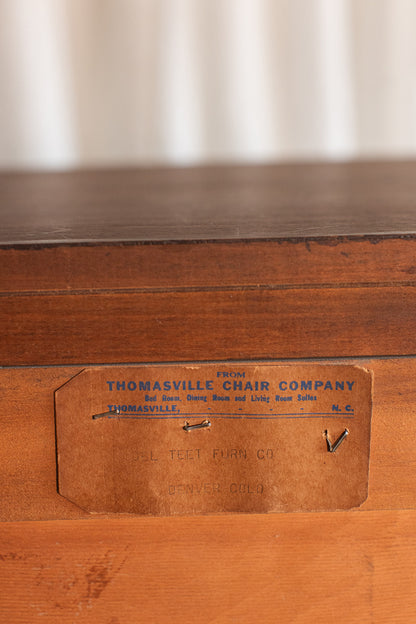 FROM
THOMASVILLE CHAIR COMPANY
Bed Room, Dining Room and Living Room Suites
THOMASVILLE, - - - - N. C.
L TEET FURN CO
DENVER COLO